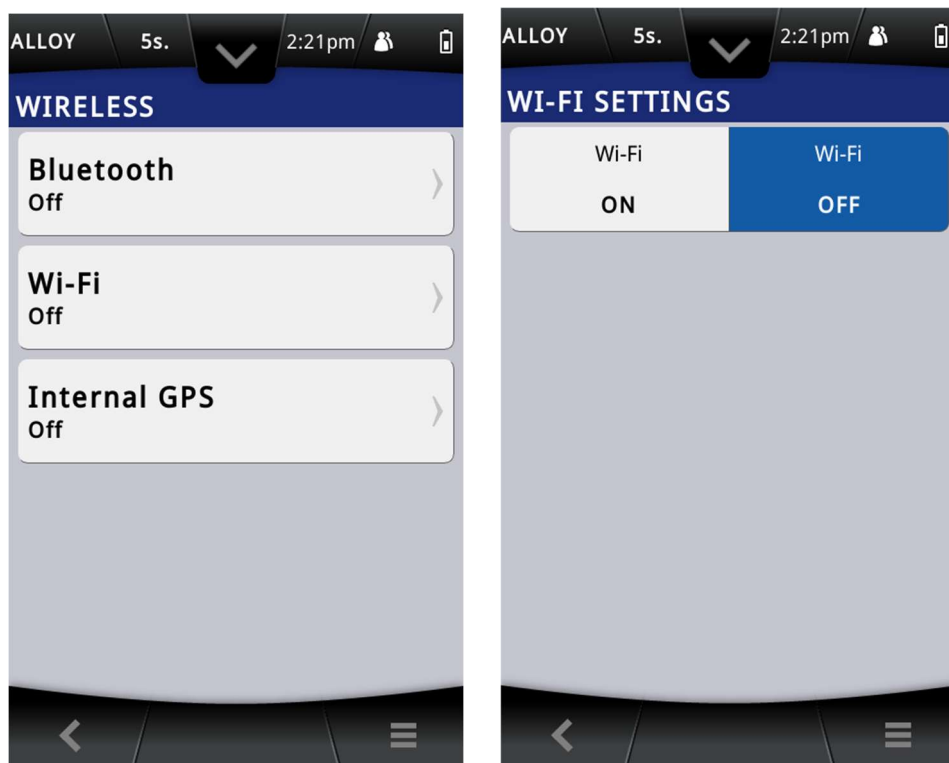 ALLOY 5s. 2:21pm
WIRELESS
Bluetooth
Off
Wi-Fi
Off
Internal GPS
Off
ALLOY 5s. 2:21pm
WI-FI SETTINGS
Wi-Fi Wi-Fi
ON OFF